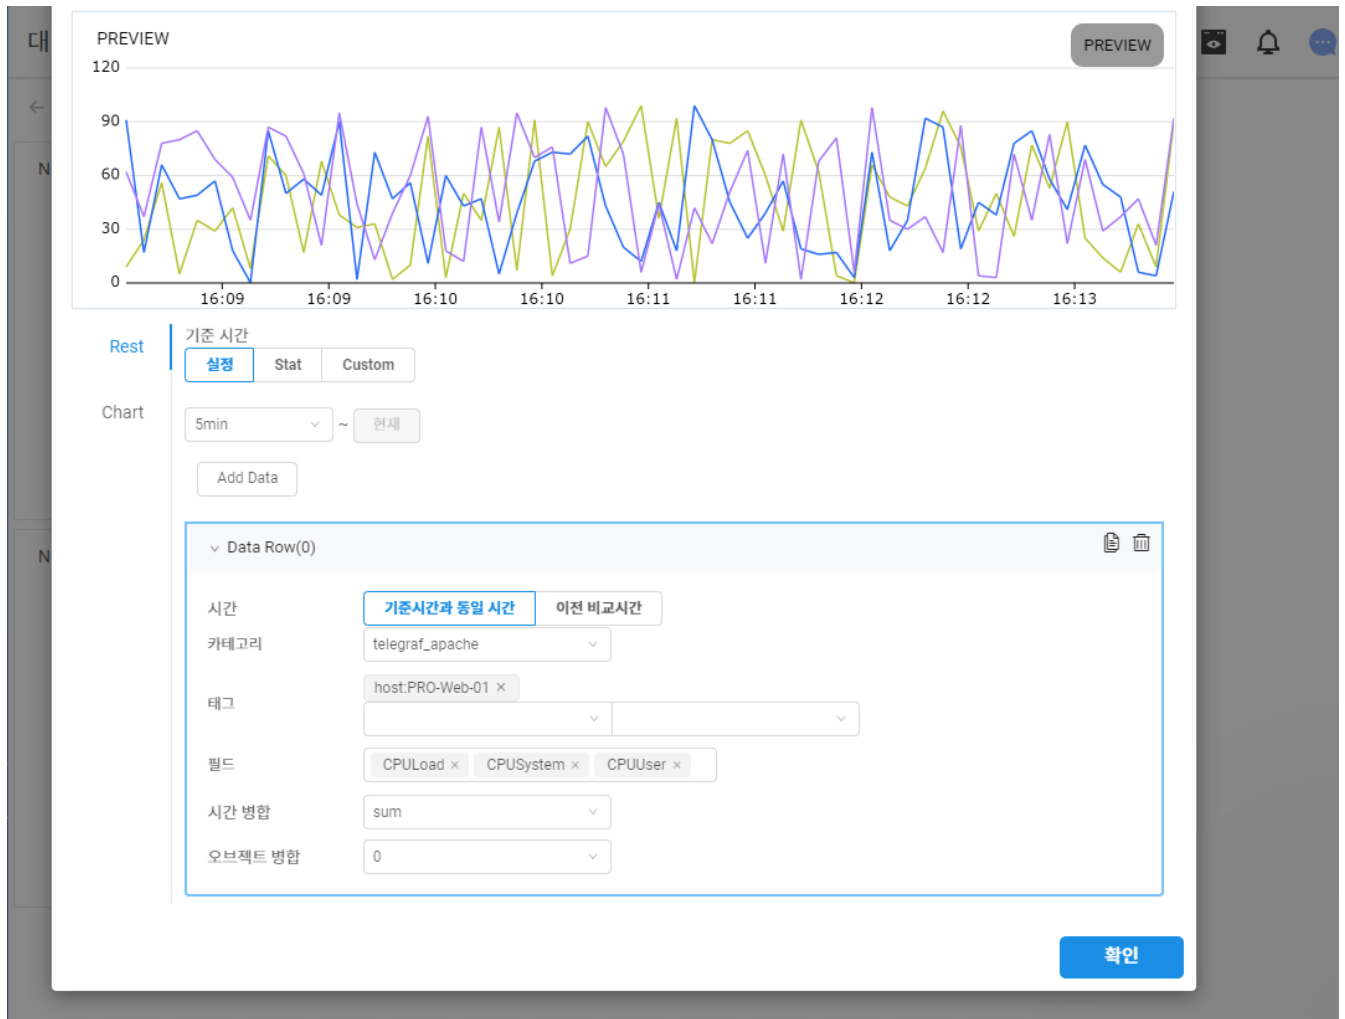 대
PREVIEW
PREVIEW
120
90
60
30
0
16:09 16:09 16:10 16:10 16:11 16:11 16:12 16:12 16:13
N
N
Rest
Chart
기준 시간
실정 Stat Custom
5min ~ 현재
Add Data
Data Row(0)
시간 기준시간과 동일 시간 이전 비교시간
카테고리 telegraf_apache
host:PRO-Web-01 ×
태그
필드 CPULoad × CPUSystem × CPUUser ×
시간 병합 sum
오브젝트 병합 0
확인